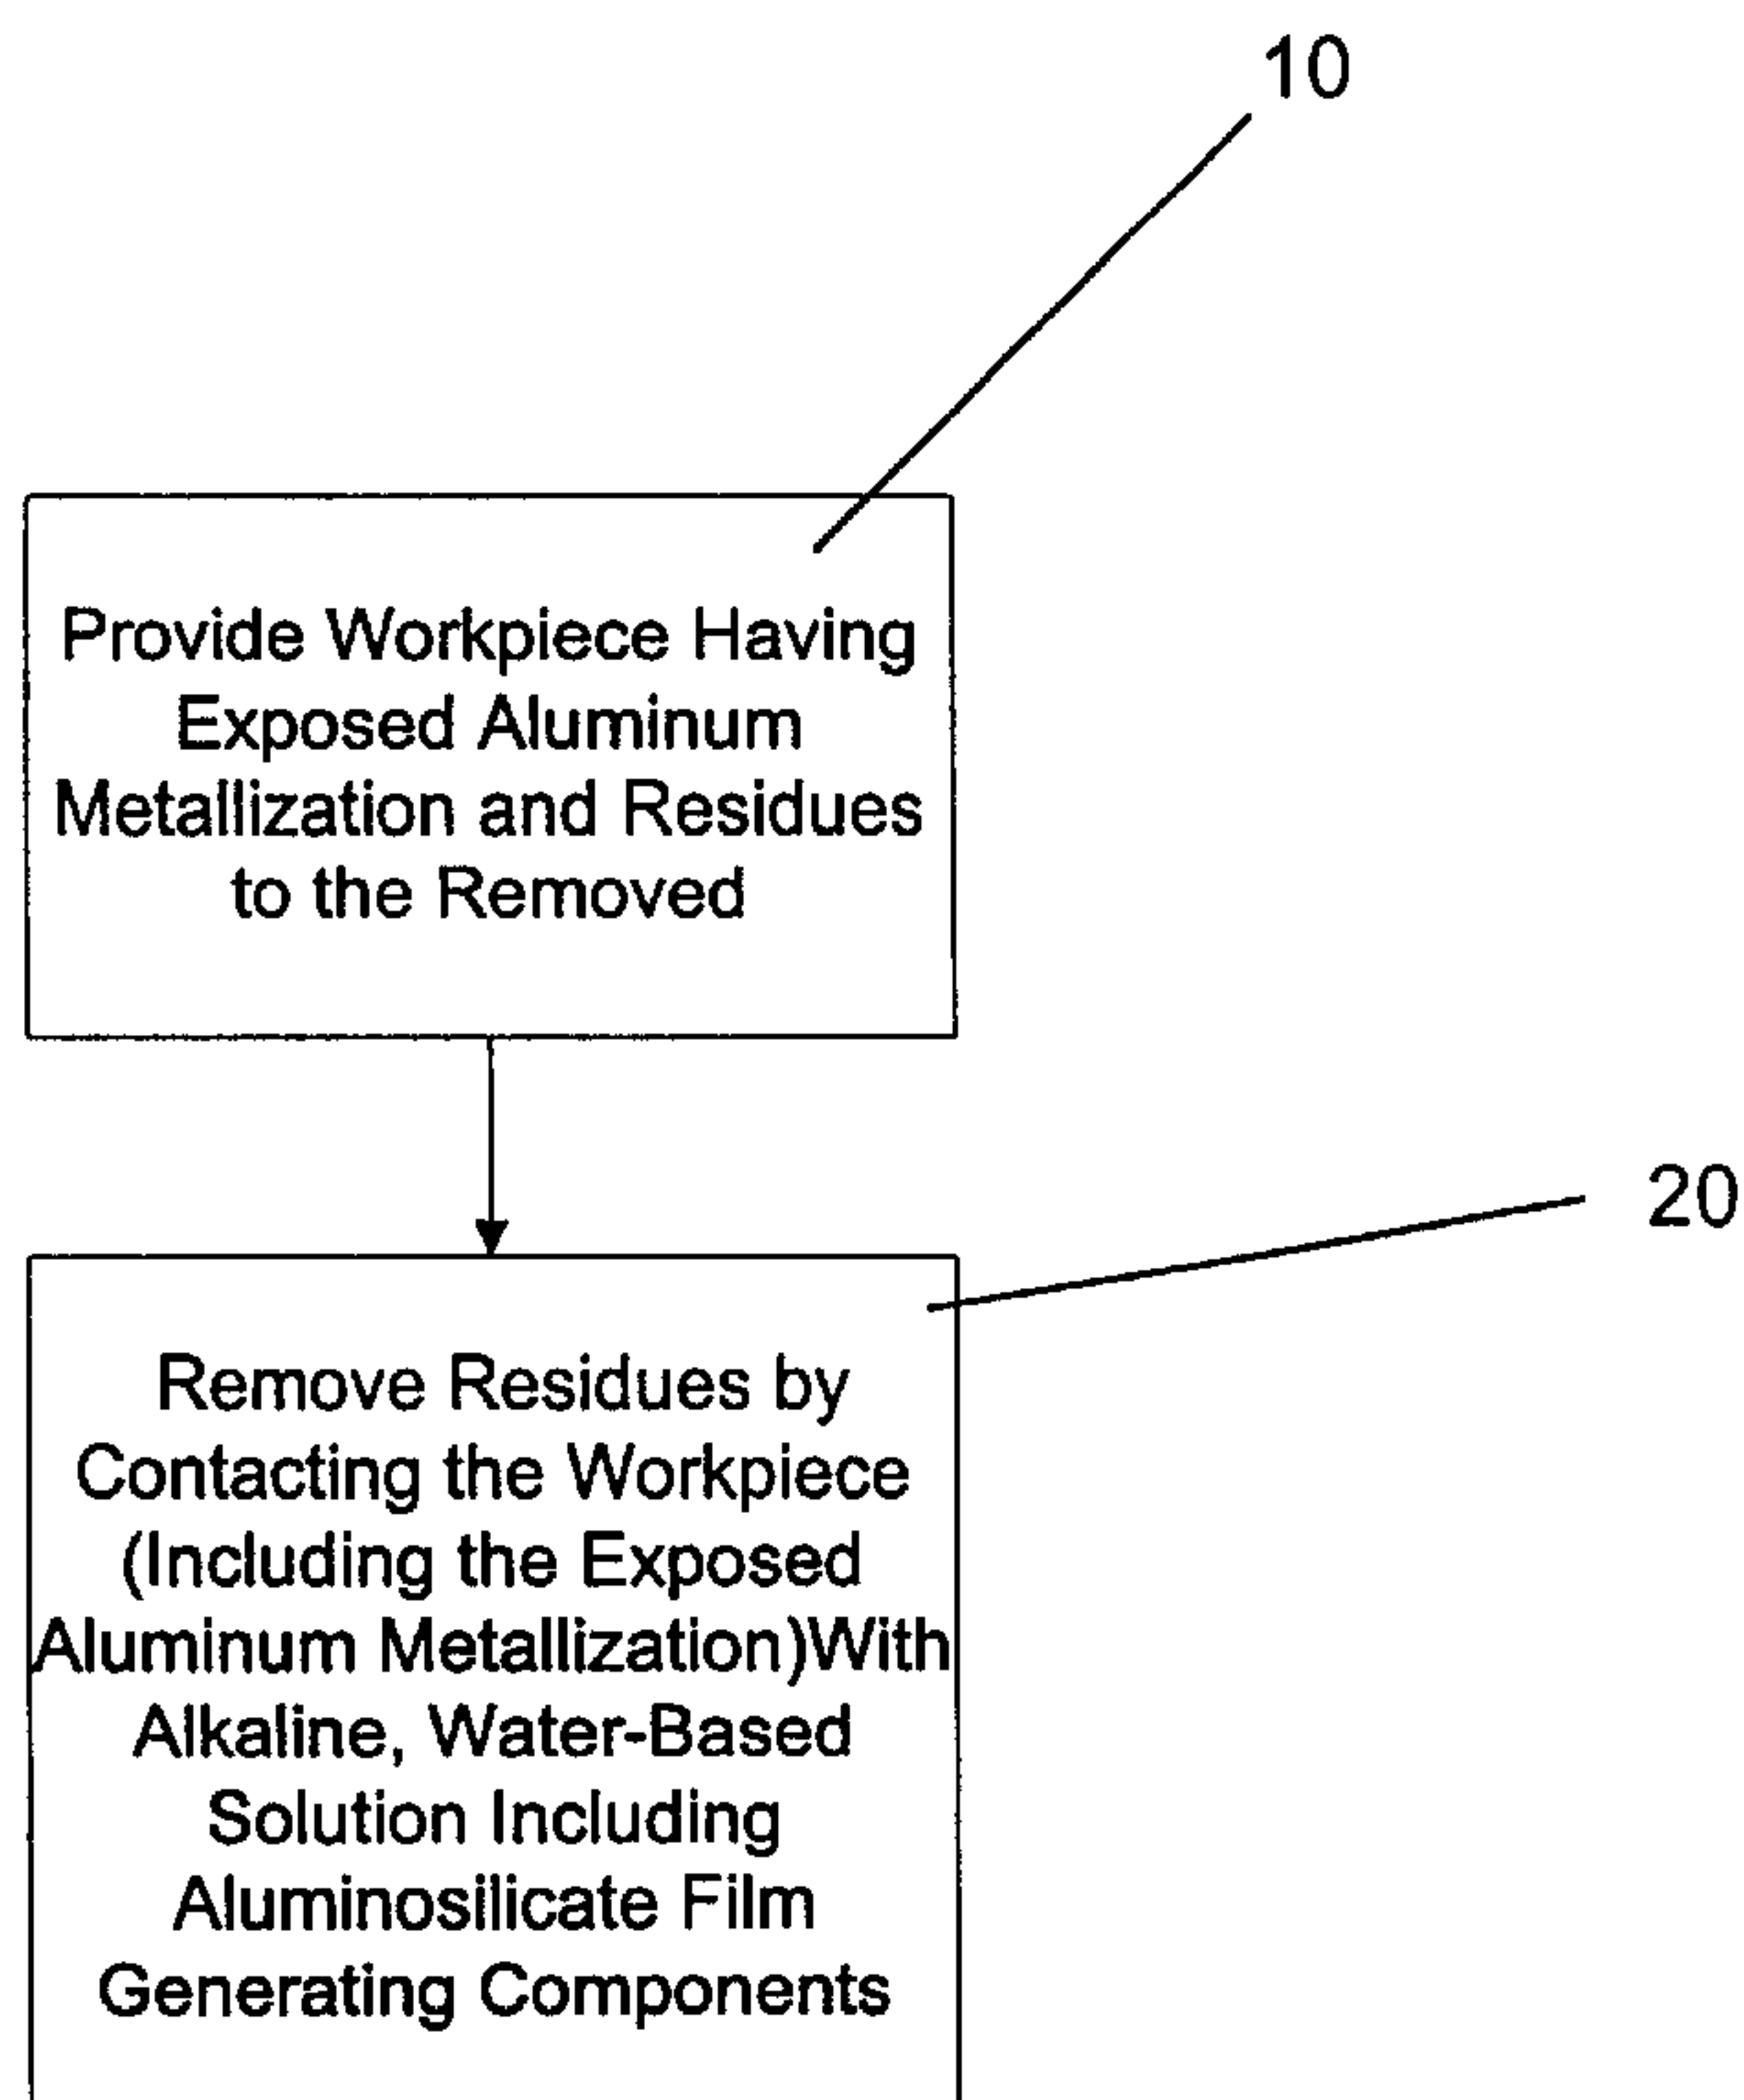 10
Provide Workpiece Having
Exposed Aluminum
Metallization and Residues
to the Removed
20
Remove Residues by
Contacting the Workpiece
(Including the Exposed
Aluminum Metallization)With
Alkaline, Water-Based
Solution Including
Aluminosilicate Film
Generating Components